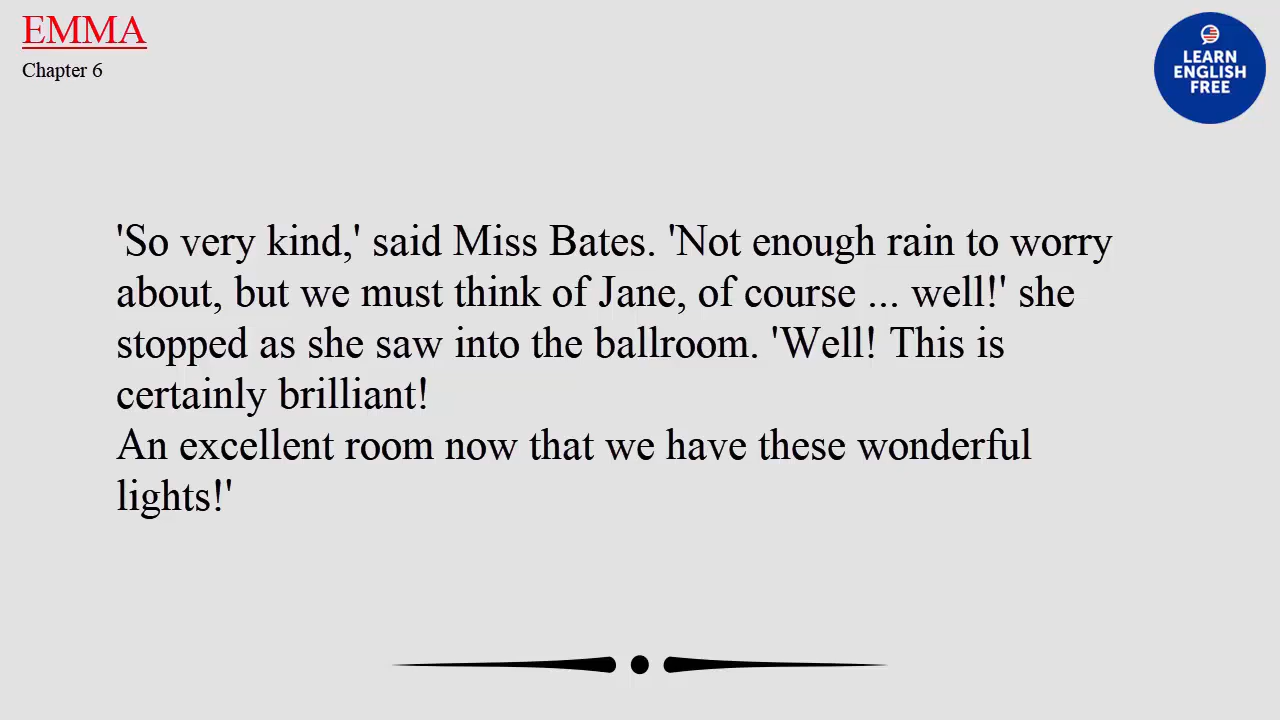 EMMA
Chapter 6
LEARN
ENGLISH
FREE
'So very kind,' said Miss Bates. 'Not enough rain to worry
about, but we must think of Jane, of course ... well!' she
stopped as she saw into the ballroom. 'Well! This is
certainly brilliant!
An excellent room now that we have these wonderful
lights!'